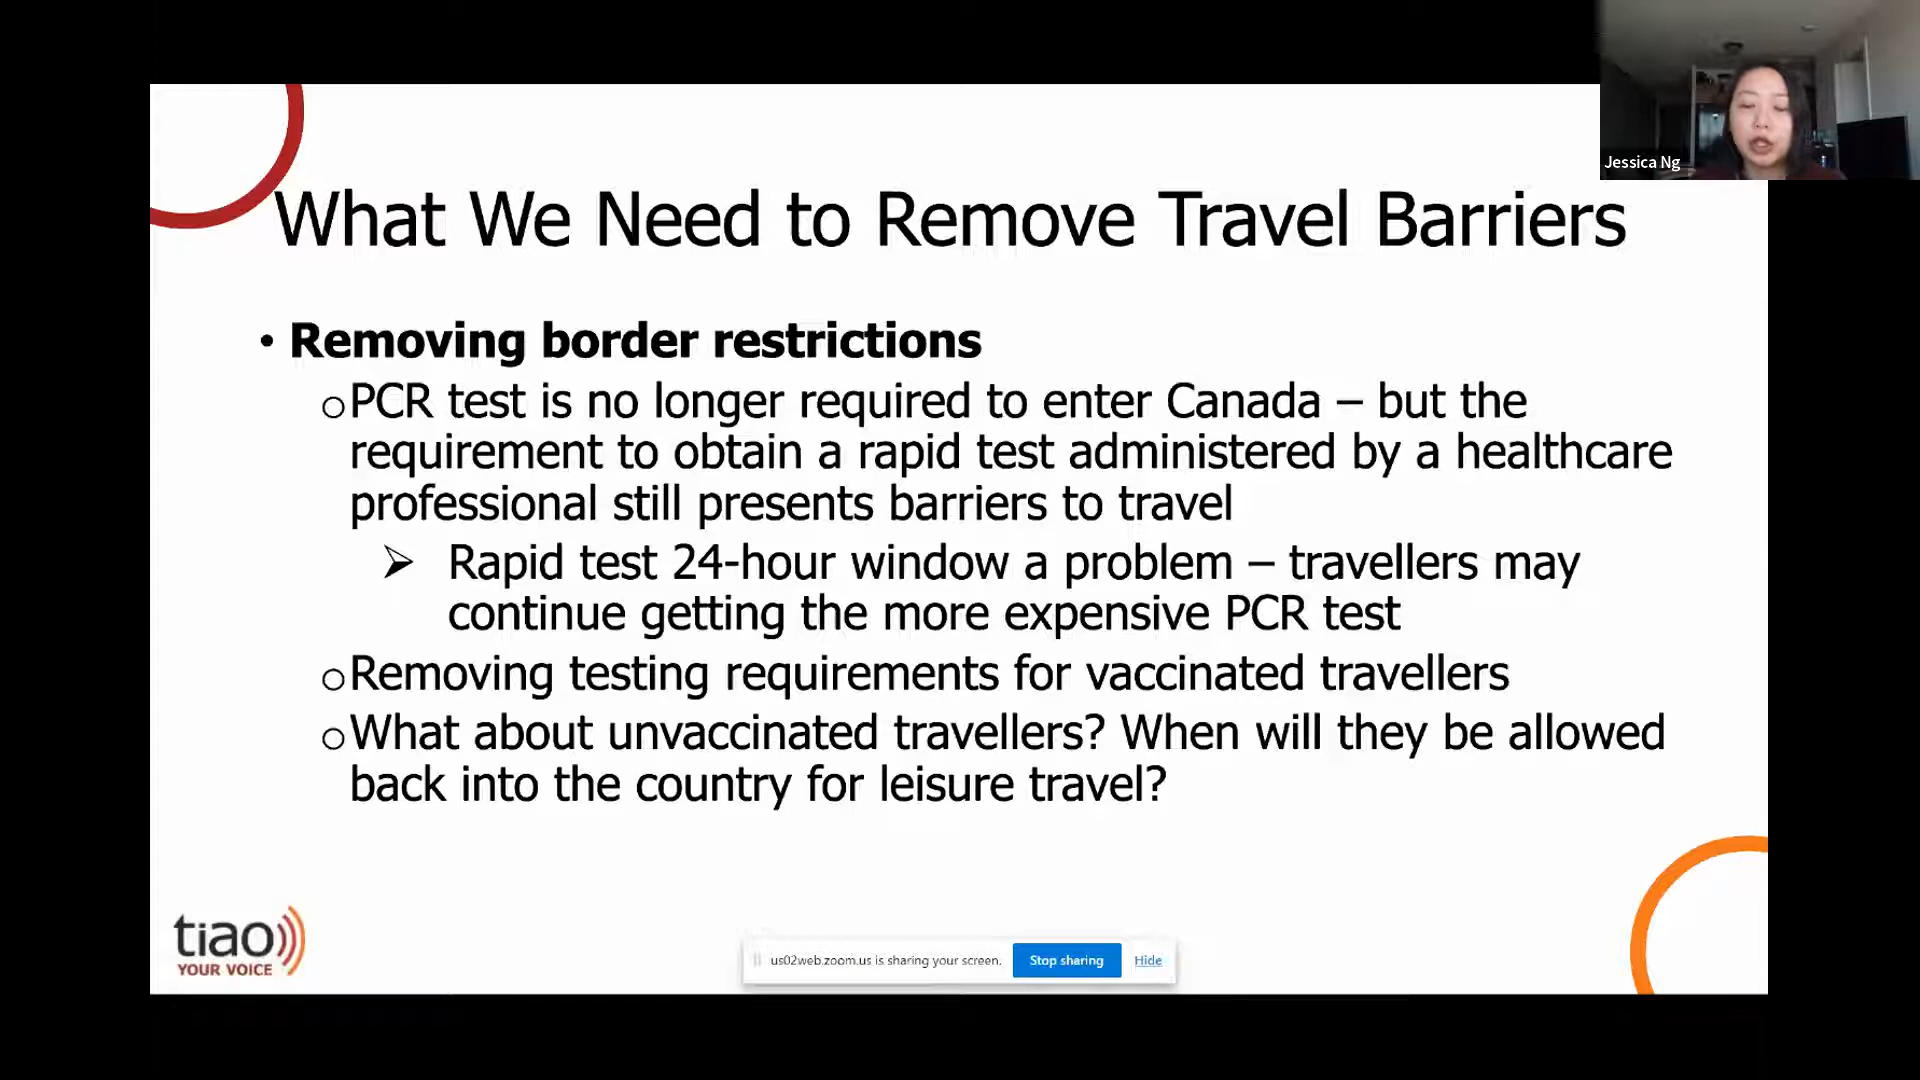 Jessica Ng
What We Need to Remove Travel Barriers
• Removing border restrictions
oPCR test is no longer required to enter Canada – but the
requirement to obtain a rapid test administered by a healthcare
professional still presents barriers to travel
➢ Rapid test 24-hour window a problem – travellers may
continue getting the more expensive PCR test
oRemoving testing requirements for vaccinated travellers
oWhat about unvaccinated travellers? When will they be allowed
back into the country for leisure travel?
tiao
YOUR VOICE
us02web.zoom.us is sharing your screen. Stop sharing Hide